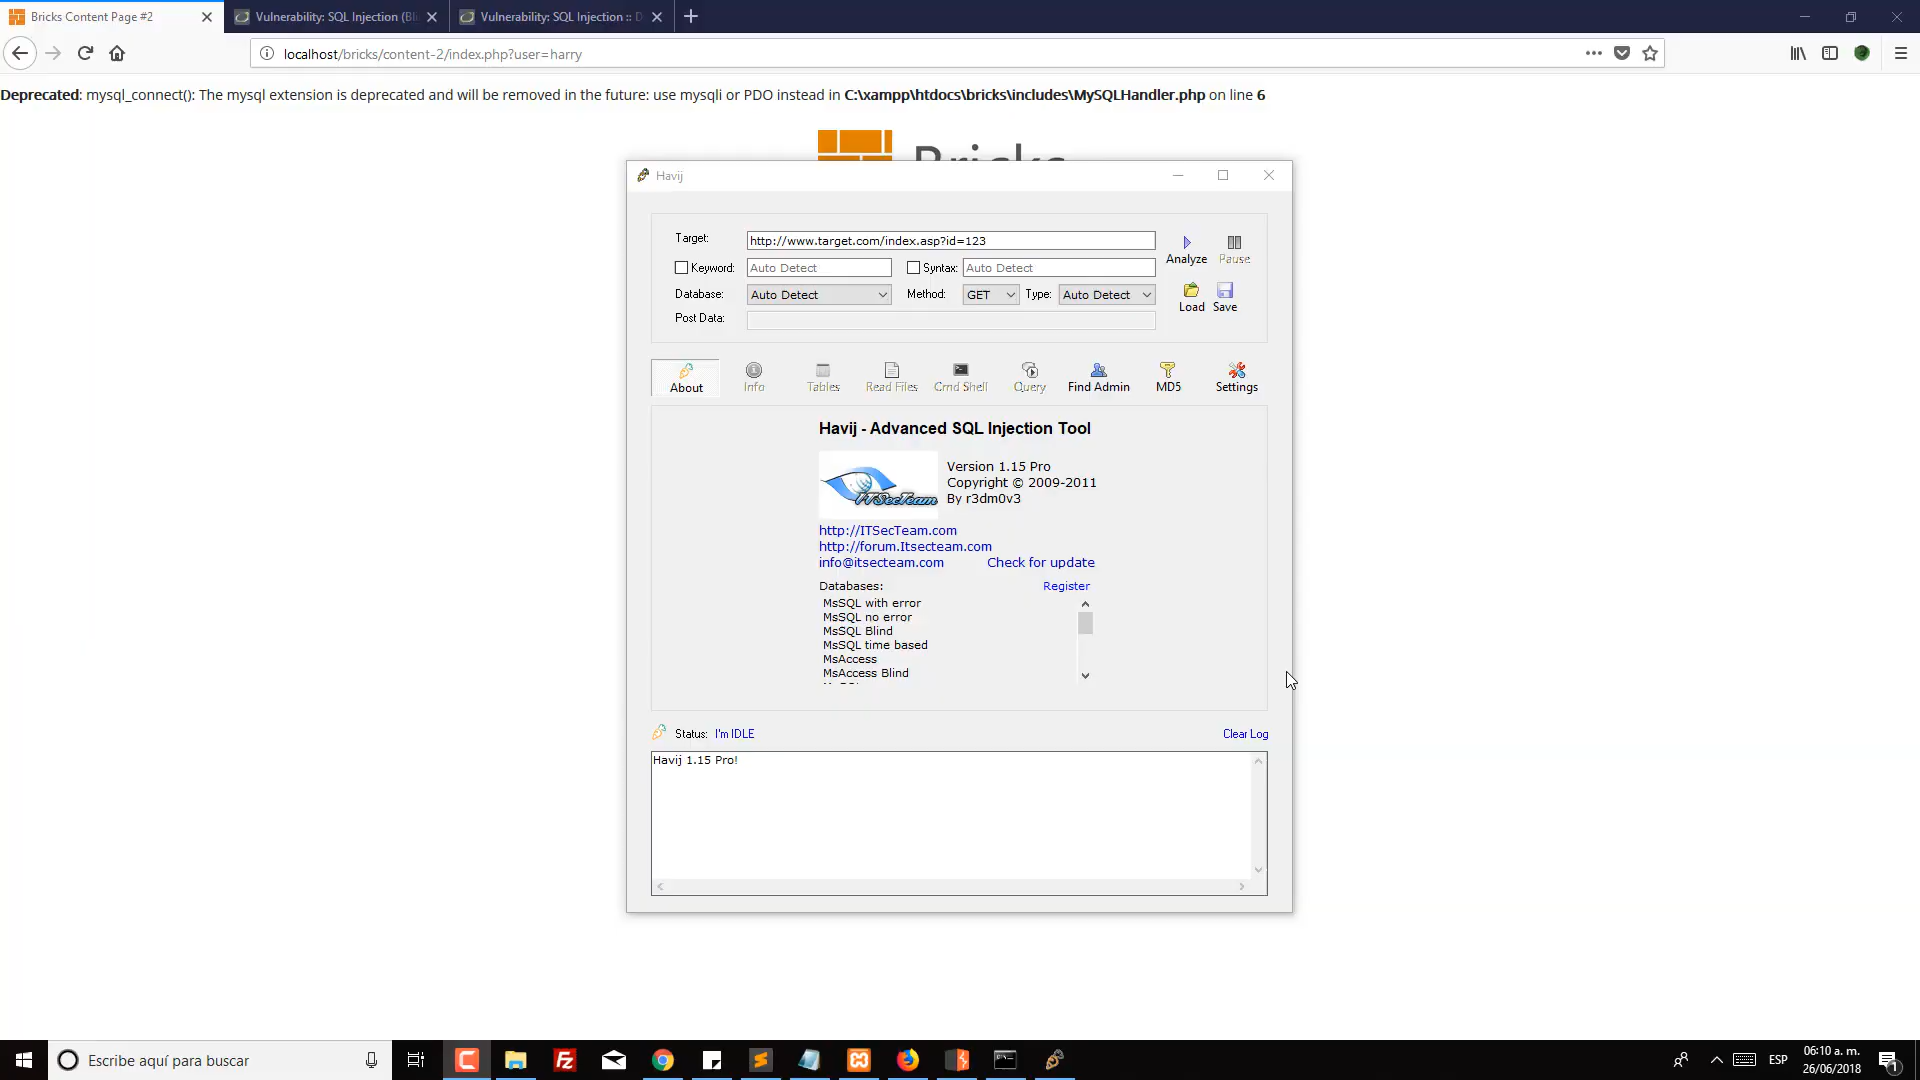 Bricks Content Page #2
Vulnerability: SQL Injection (Bli
Vulnerability: SQL Injection :: D
localhost/bricks/content-2/index.php?user=harry
Deprecated: mysql_connect(): The mysql extension is deprecated and will be removed in the future: use mysqli or PDO instead in C:\xampp\htdocs\bricks\includes\MySQLHandler.php on line 6
Bricks
Havij
Target: http://www.target.com/index.asp?id=123
Analyze Pause
Keyword: Auto Detect Syntax: Auto Detect
Database: Auto Detect Method: GET Type: Auto Detect
Load Save
Post Data:
About Info Tables Read Files Cmd Shell Query Find Admin MD5 Settings
Havij - Advanced SQL Injection Tool
ITSecTeam
Version 1.15 Pro
Copyright © 2009-2011
By r3dm0v3
http://ITSecTeam.com
http://forum.Itsecteam.com
info@itsecteam.com Check for update
Databases: Register
MsSQL with error
MsSQL no error
MsSQL Blind
MsSQL time based
MsAccess
MsAccess Blind
Status: I'm IDLE Clear Log
Havij 1.15 Pro!
Escribe aquí para buscar
ESP
06:10 a. m.
26/06/2018
1